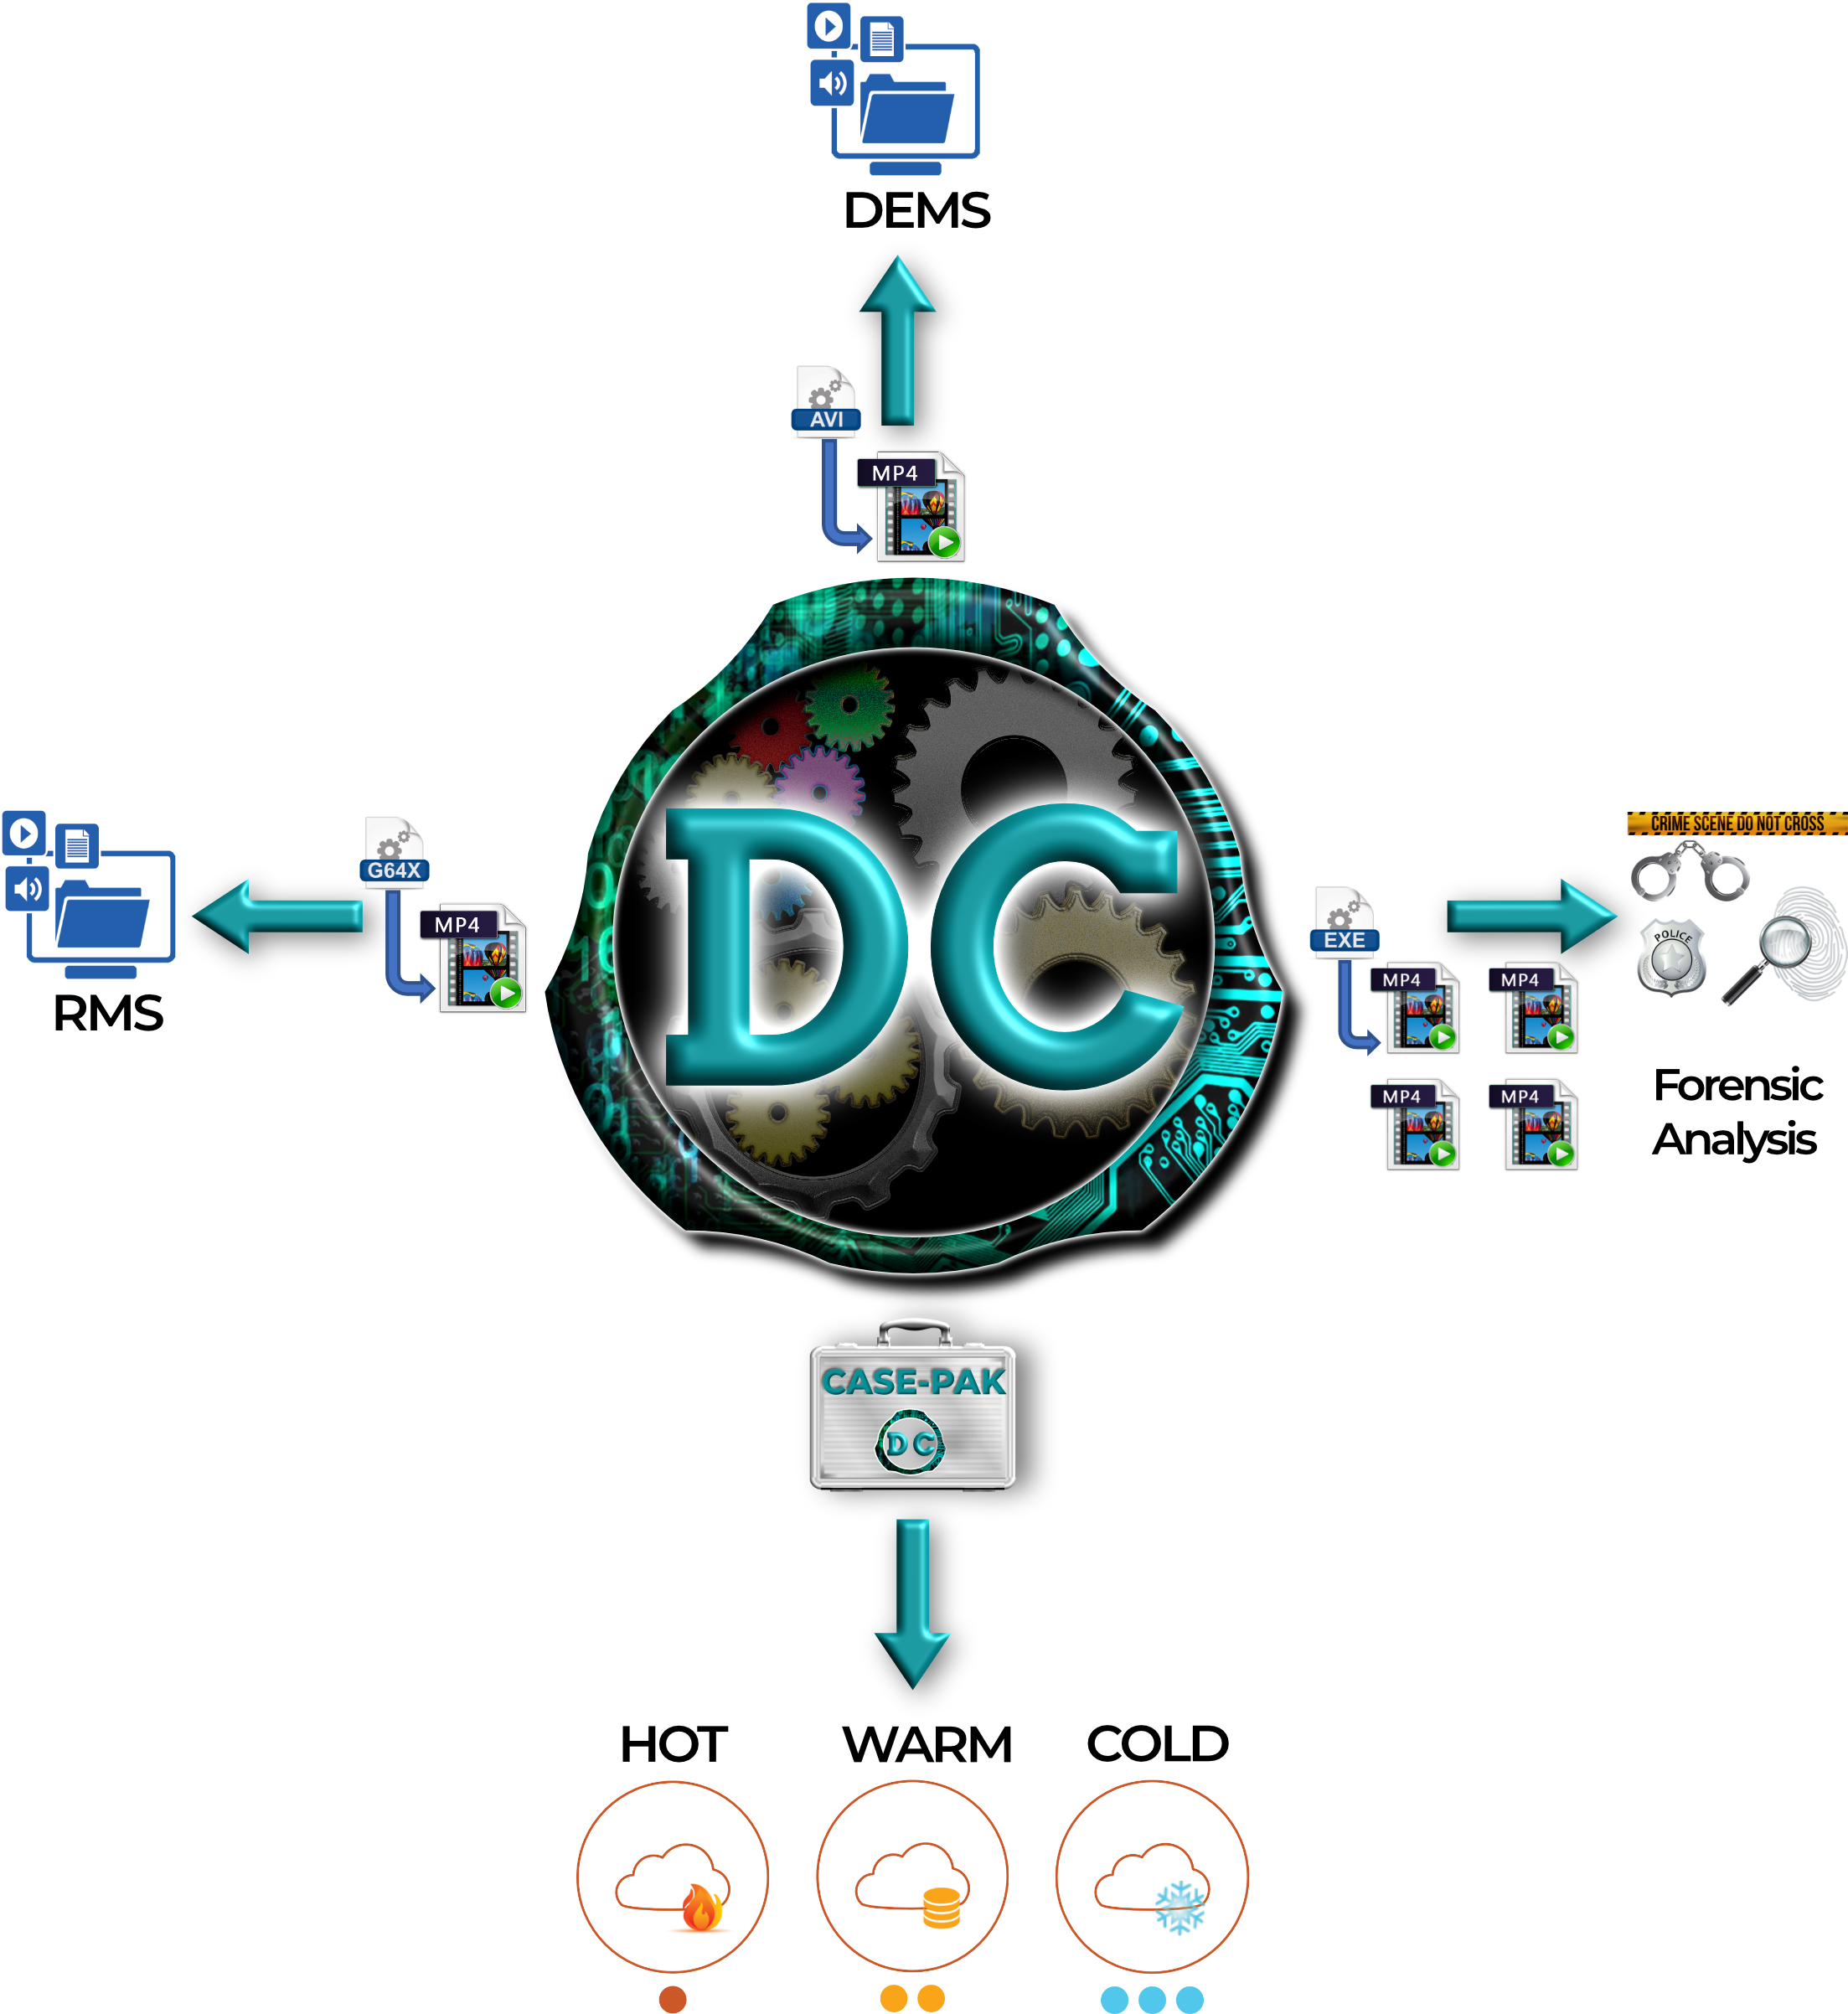 DEMS
AVI
MP4
DC
G64X
MP4
RMS
CRIME SCENE DO NOT CROSS
POLICE
EXE
MP4
MP4
MP4
MP4
Forensic
Analysis
CASE-PAK
DC
HOT
WARM
COLD